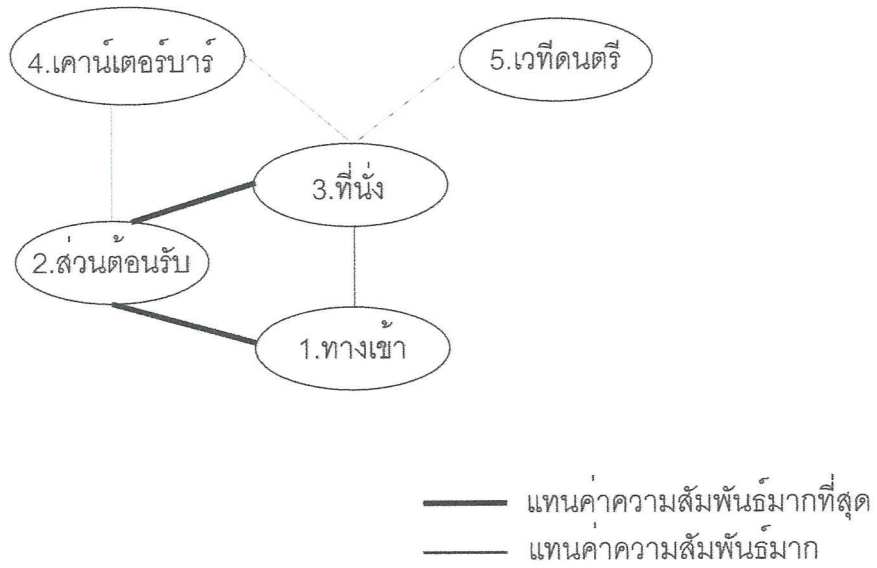 4.เคาน์เตอร์บาร์
5.เวทีดนตรี
3.ที่นั่ง
2.ส่วนต้อนรับ
1.ทางเข้า
แทนค่าความสัมพันธ์มากที่สุด
แทนค่าความสัมพันธ์มาก